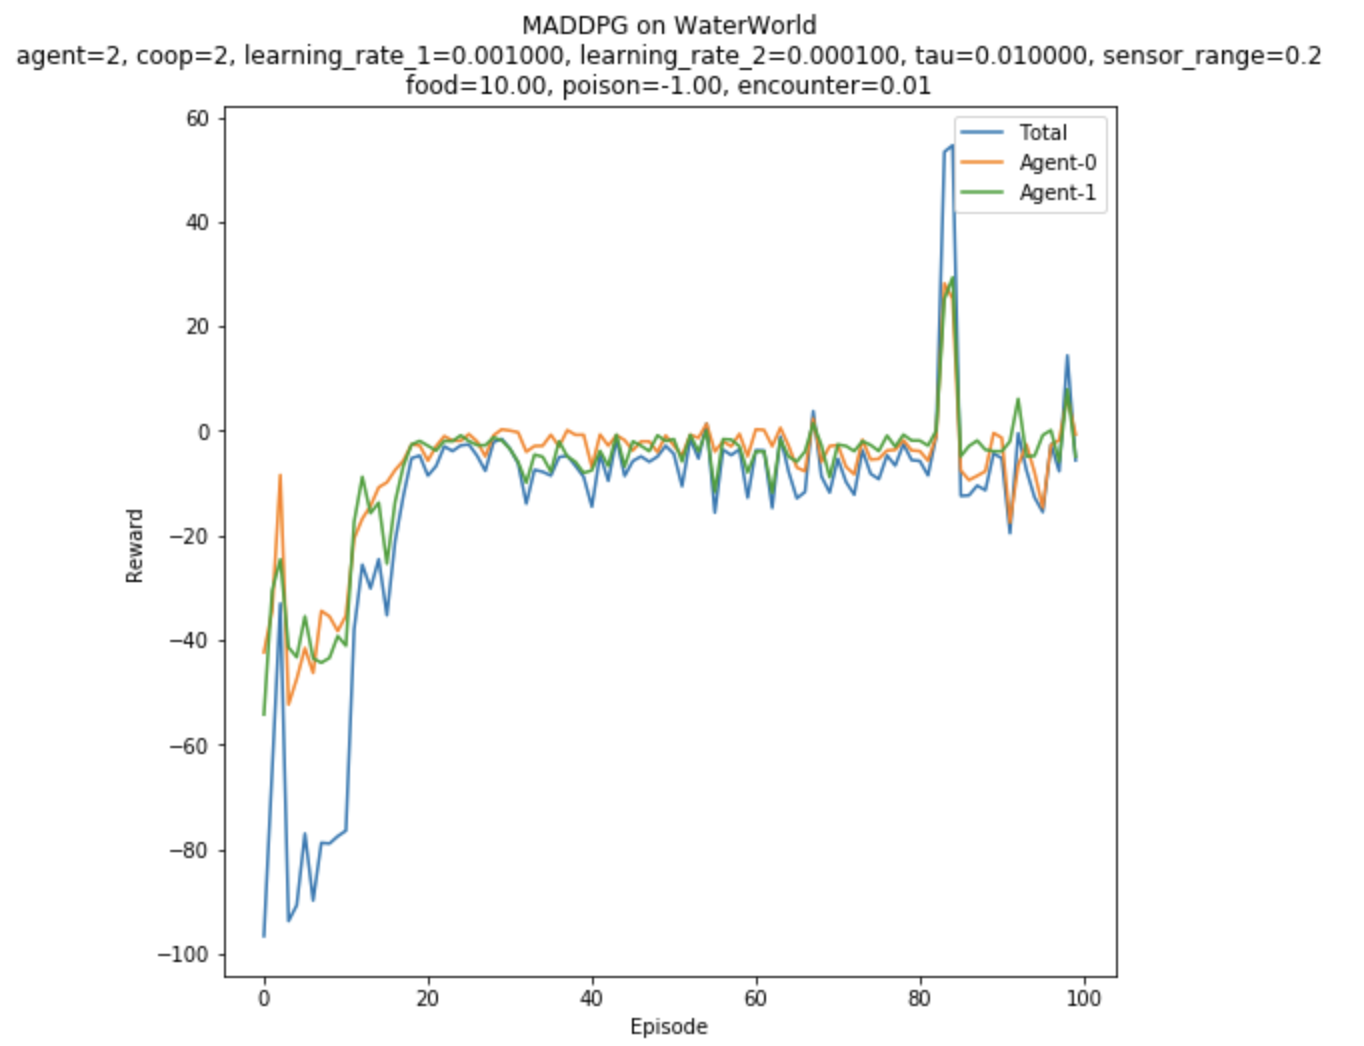 MADDPG on WaterWorld
agent=2, coop=2, learning_rate_1=0.001000, learning_rate_2=0.000100, tau=0.010000, sensor_range=0.2
food=10.00, poison=-1.00, encounter=0.01
Total
Agent-0
Agent-1
60
40
20
0
−20
−40
−60
−80
−100
Reward
0 20 40 60 80 100
Episode